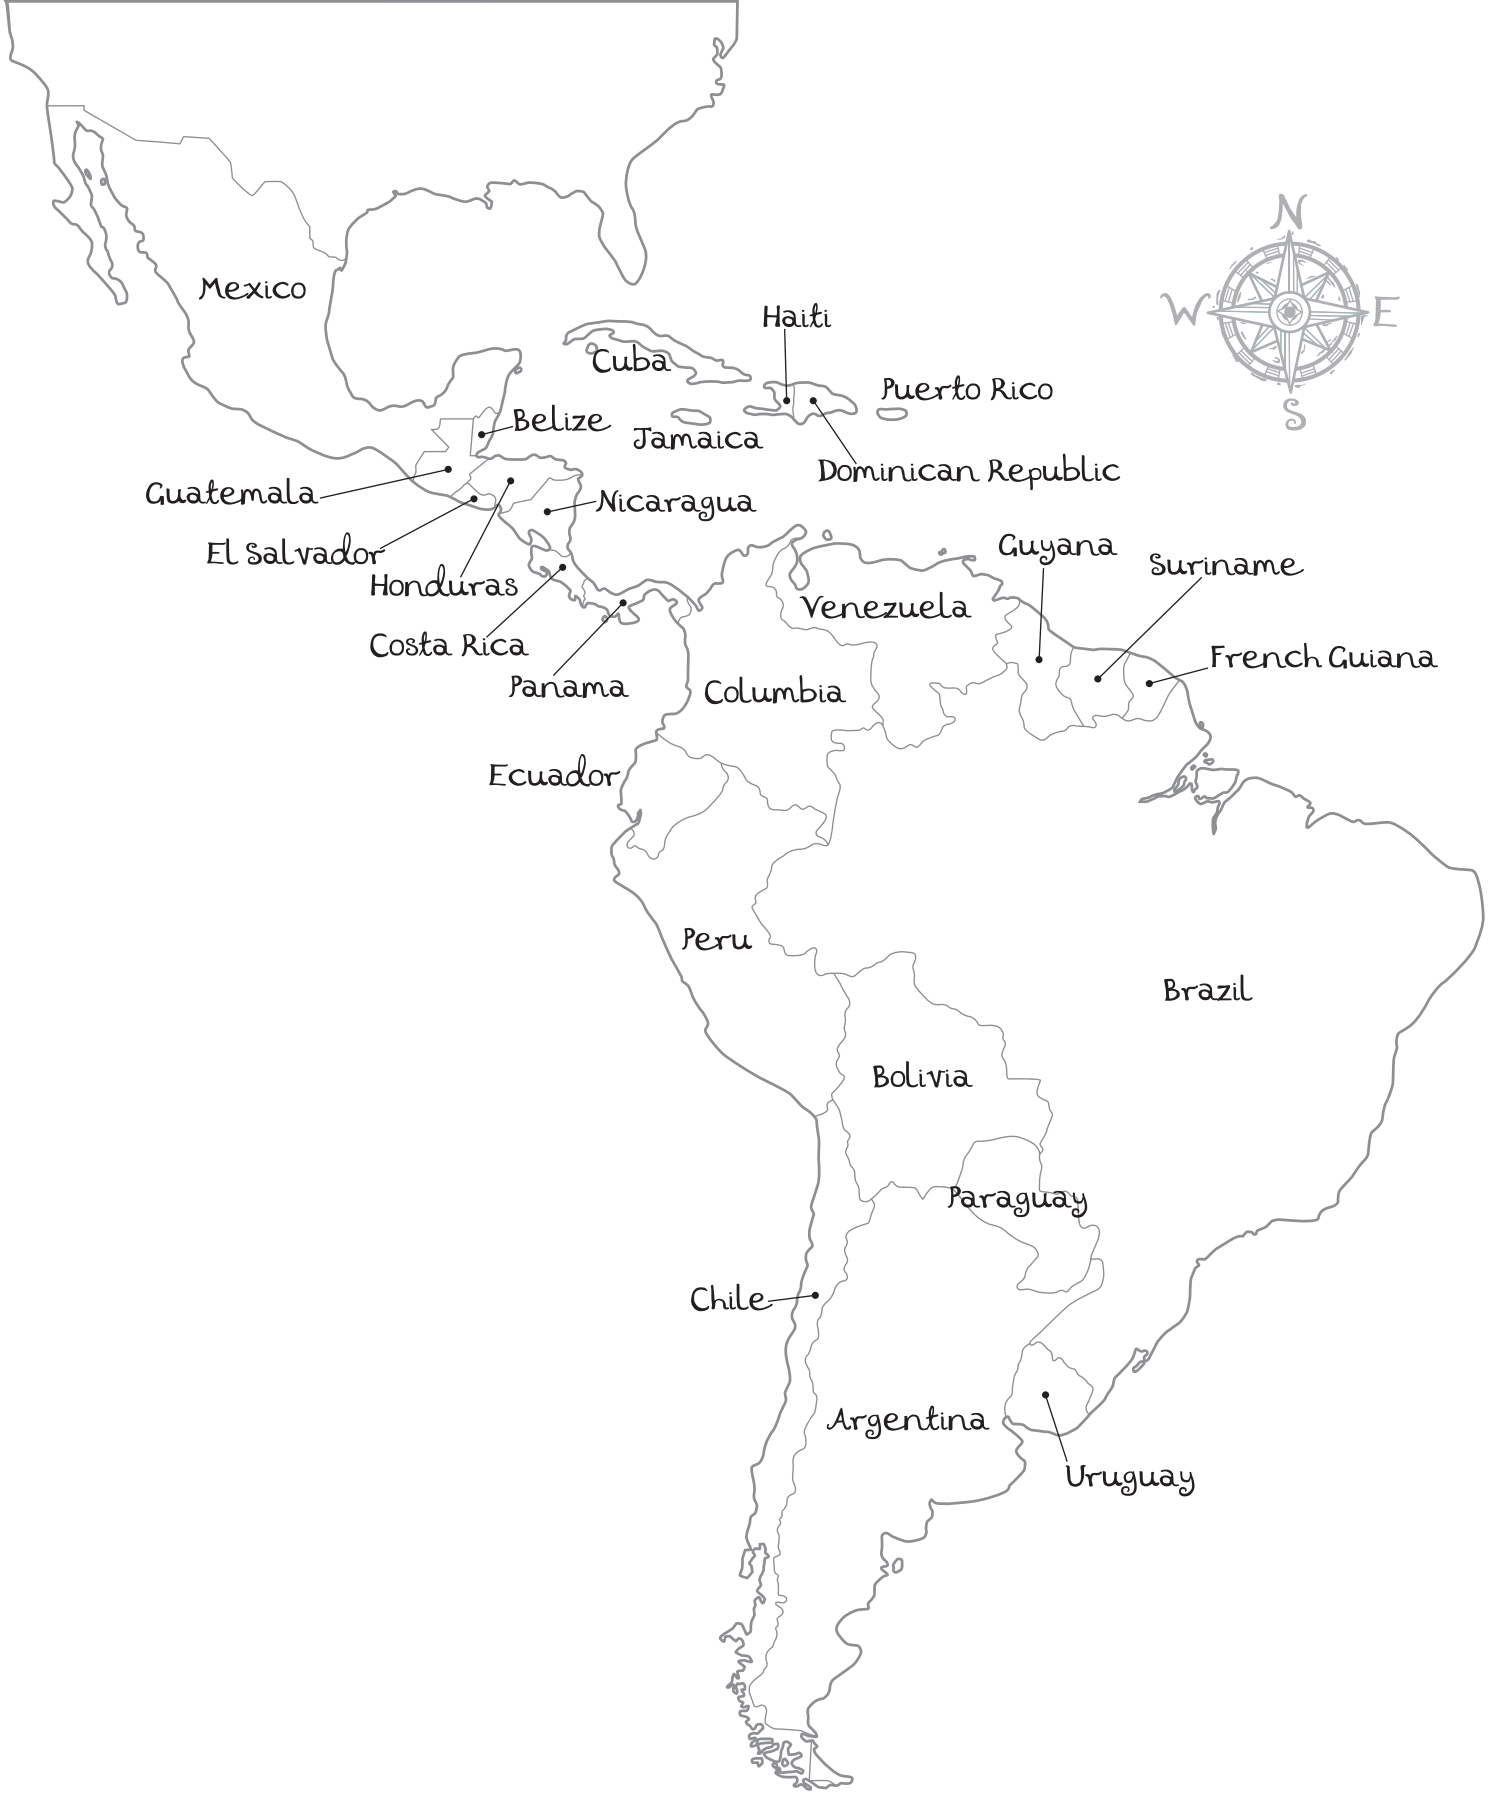 N
W
E
S
Mexico
Haiti
Cuba
Puerto Rico
Belize
Jamaica
Dominican Republic
Guatemala
Nicaragua
El Salvador
Honduras
Guyana
Suriname
Venezuela
Costa Rica
French Guiana
Panama
Columbia
Ecuador
Peru
Brazil
Bolivia
Paraguay
Chile
Argentina
Uruguay